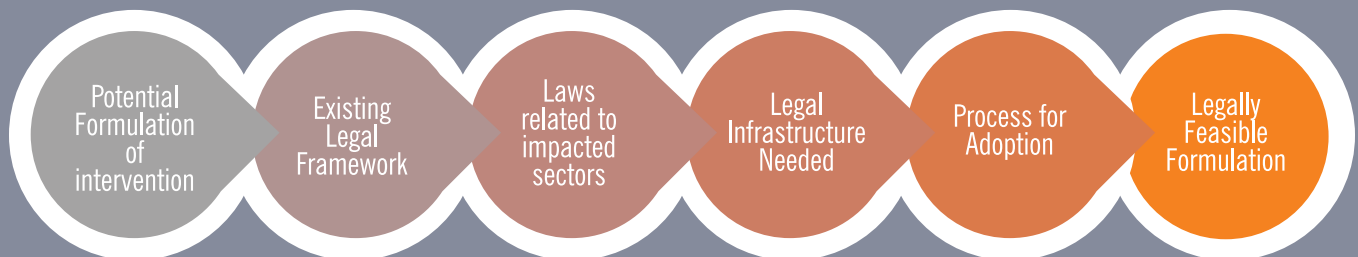 Potential
Formulation
of
intervention
Existing
Legal
Framework
Laws
related to
impacted
sectors
Legal
Infrastructure
Needed
Process for
Adoption
Legally
Feasible
Formulation